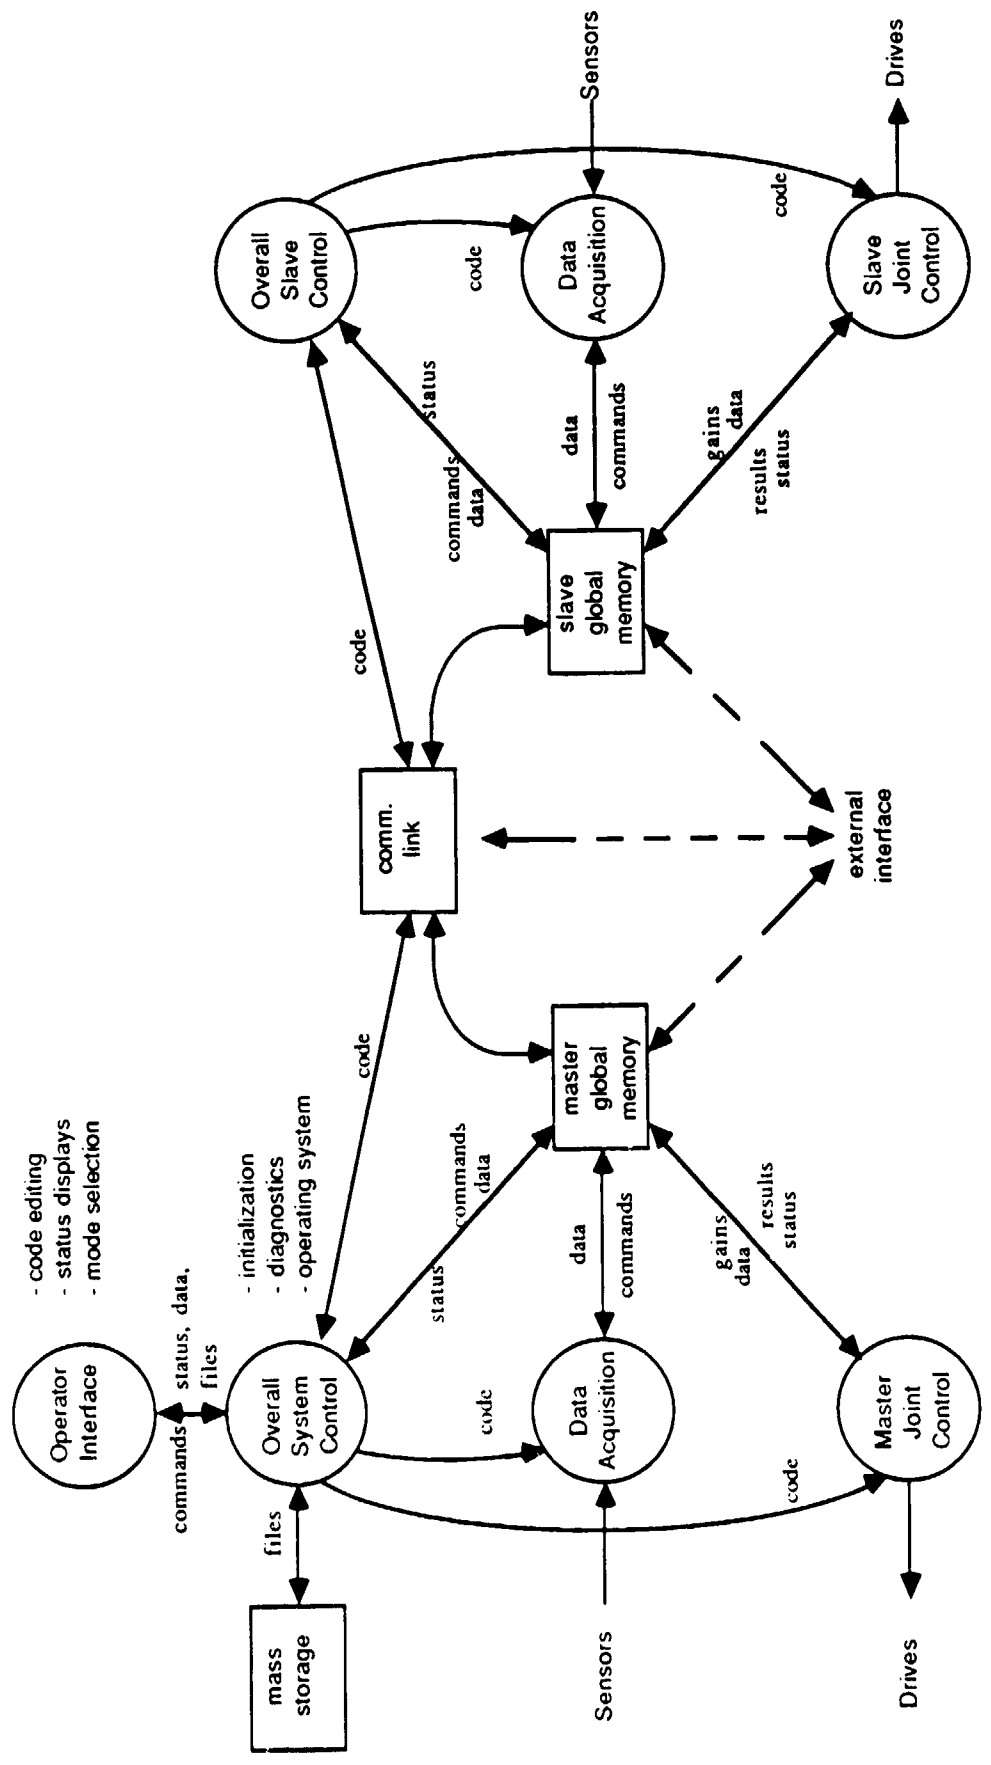 - code editing
- status displays
- mode selection
Operator
Interface
commands
status, data,
files
- initialization
- diagnostics
- operating system
mass
storage
files
Overall
System
Control
code
comm.
link
code
Overall
Slave
Control
status
commands
data
commands
data
status
code
code
Sensors
Data
Acquisition
data
commands
master
global
memory
slave
global
memory
data
commands
Data
Acquisition
Sensors
code
gains
data
results
status
external
interface
results
status
gains
data
code
Drives
Master
Joint
Control
Slave
Joint
Control
Drives